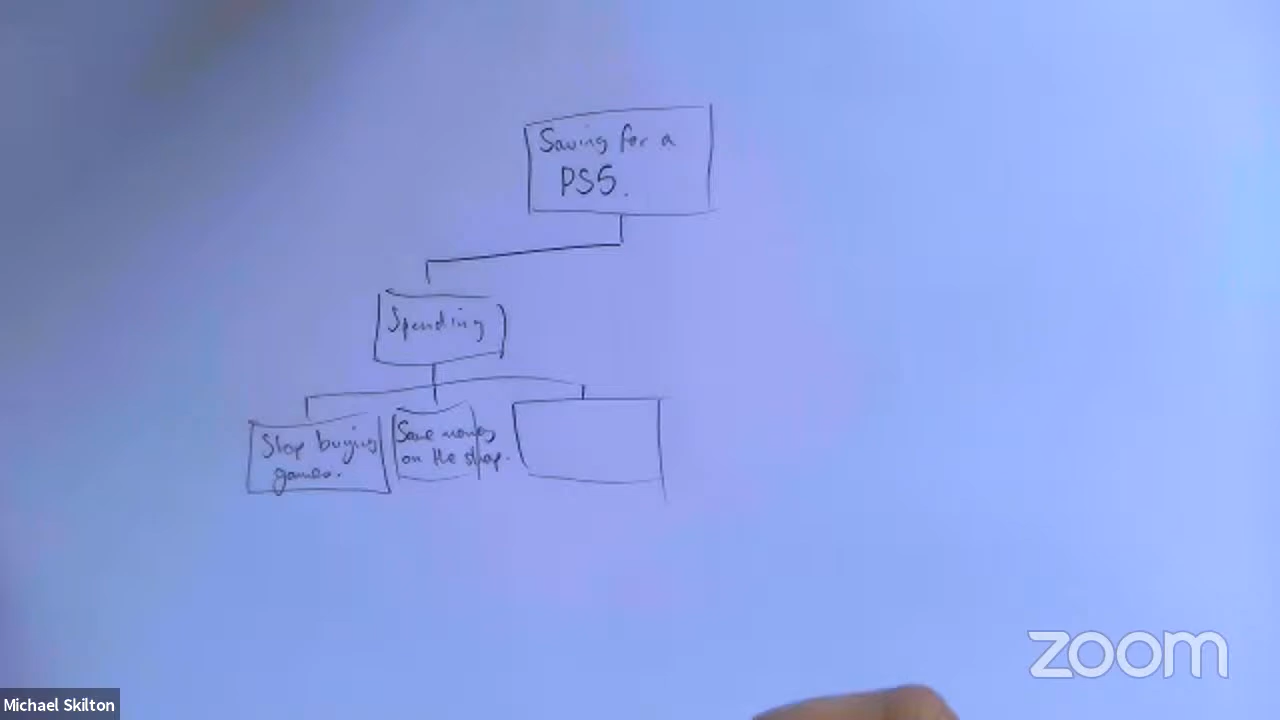 Saving for a
PS5.
Spending
Stop buying
games.
Save money
on the shop.
zoom
Michael Skilton